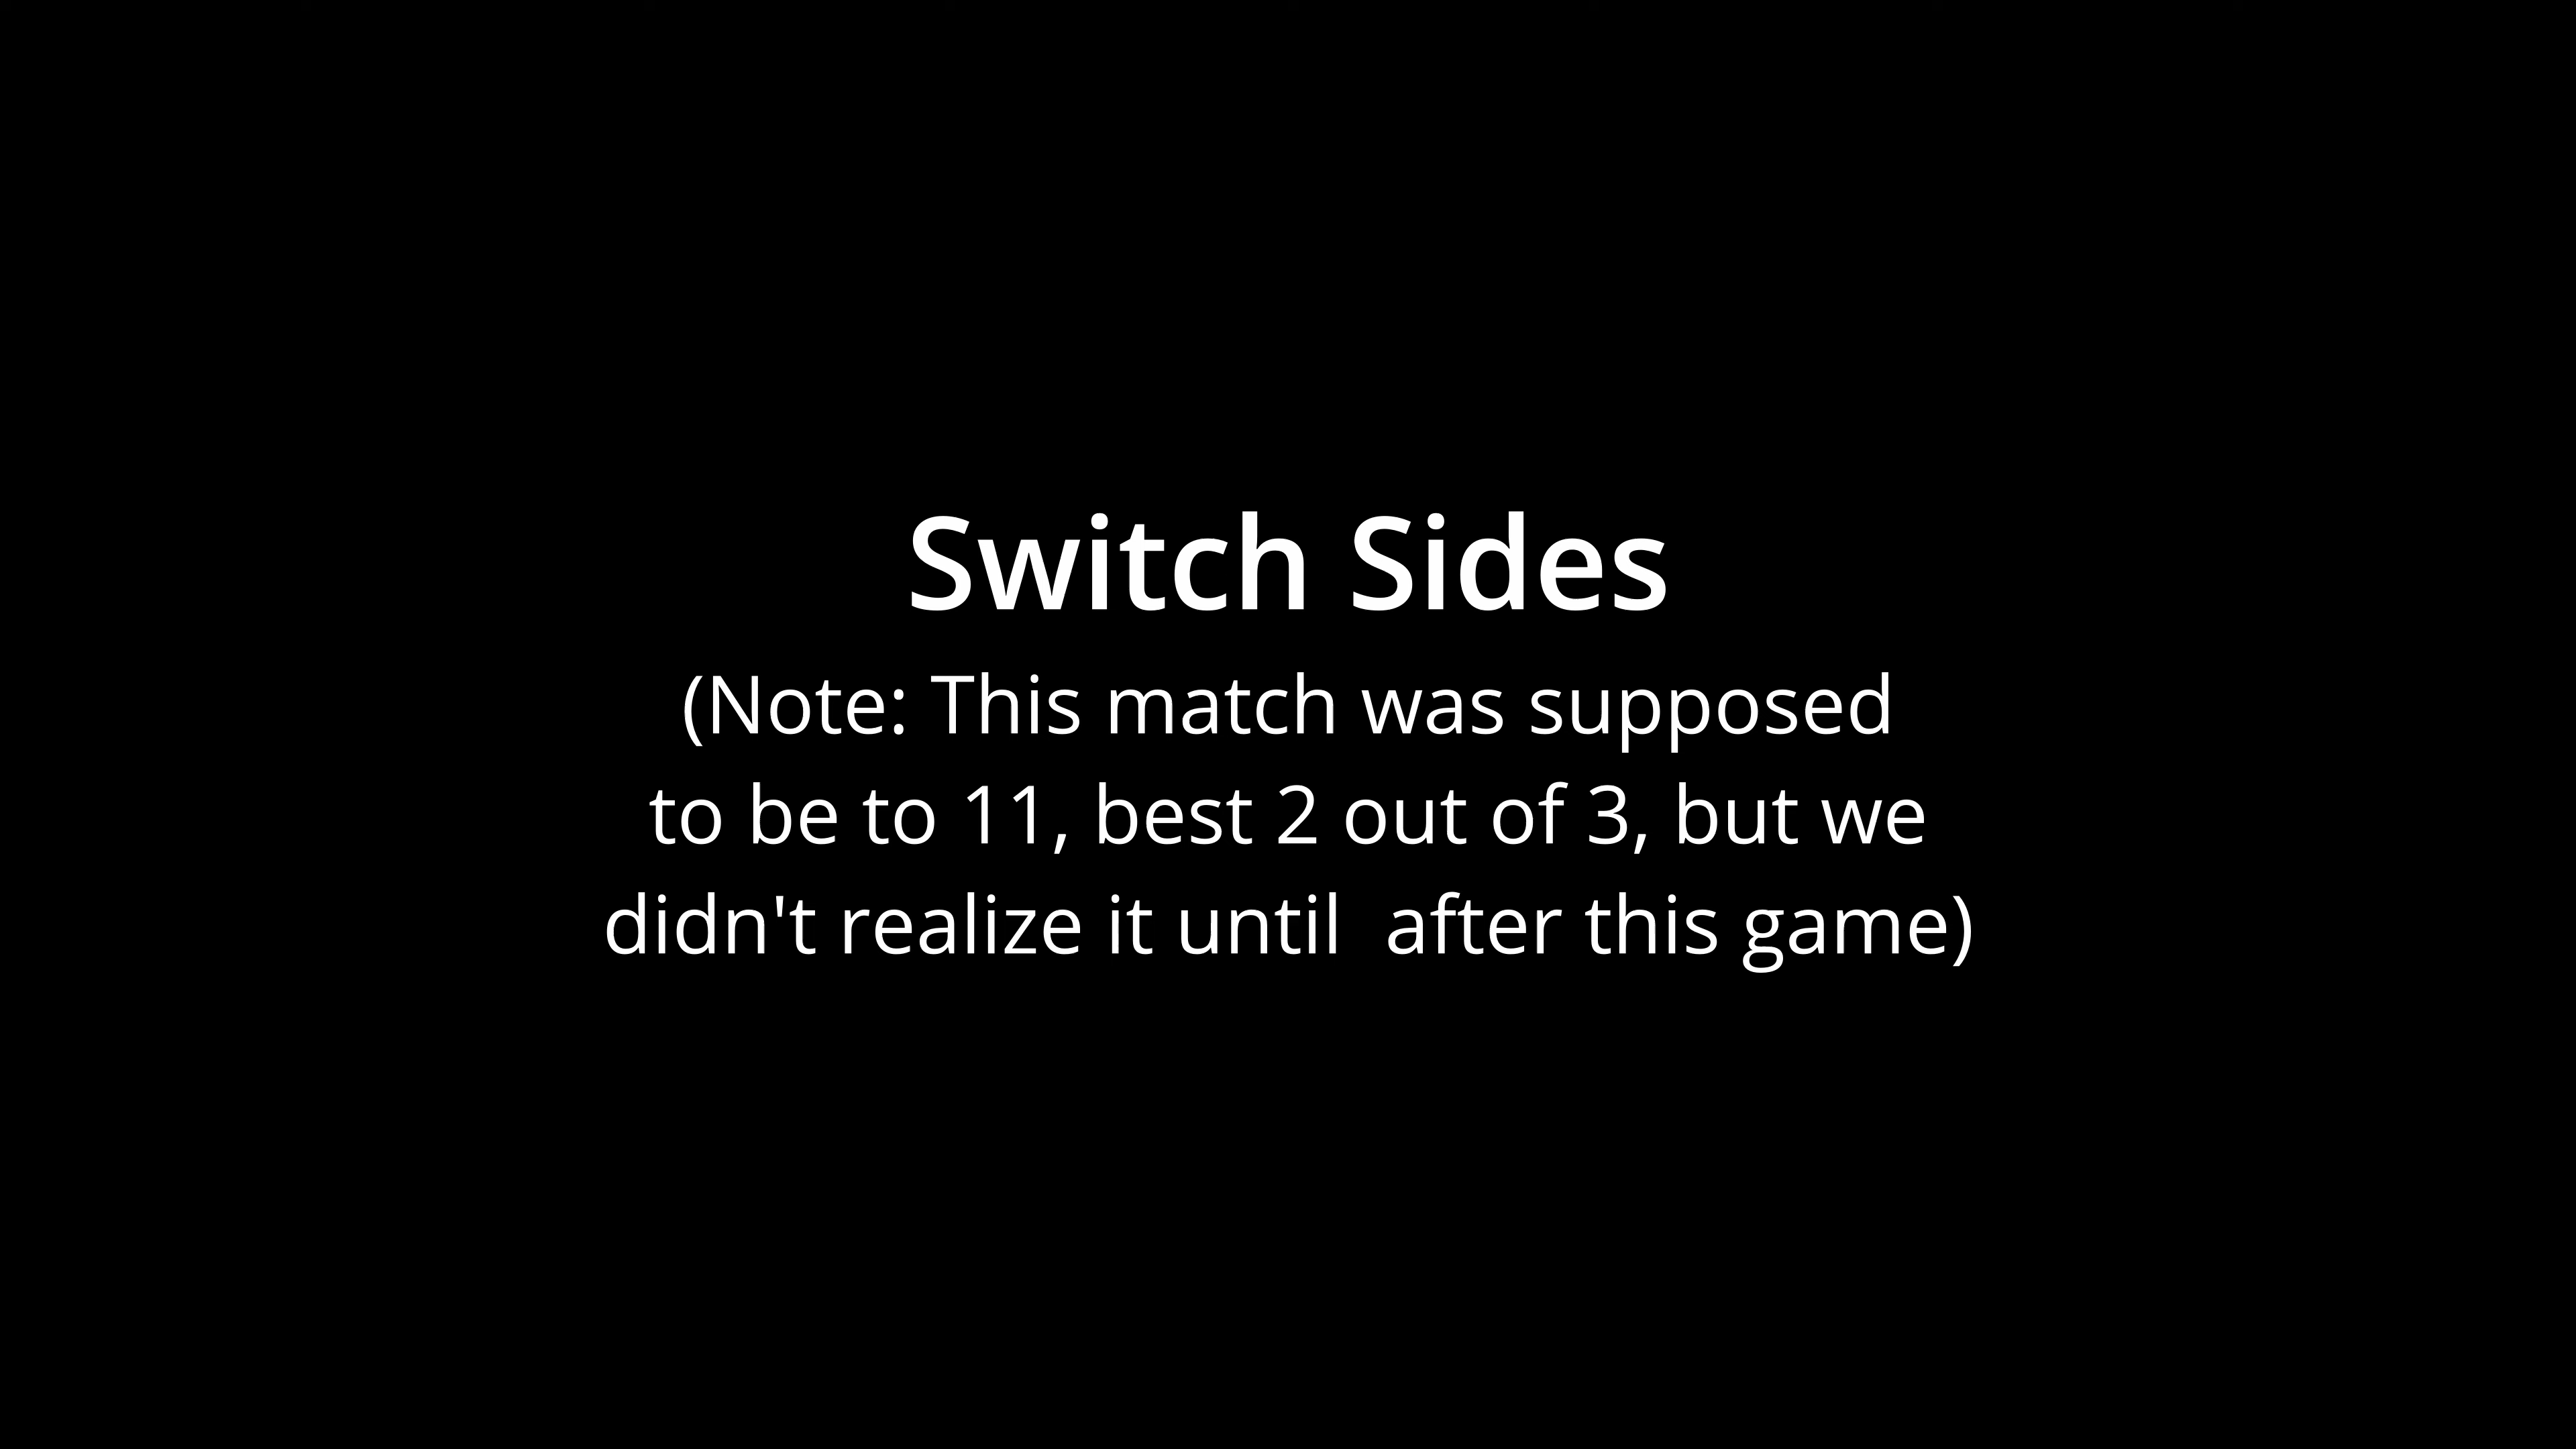 Switch Sides
(Note: This match was supposed
to be to 11, best 2 out of 3, but we
didn't realize it until  after this game)